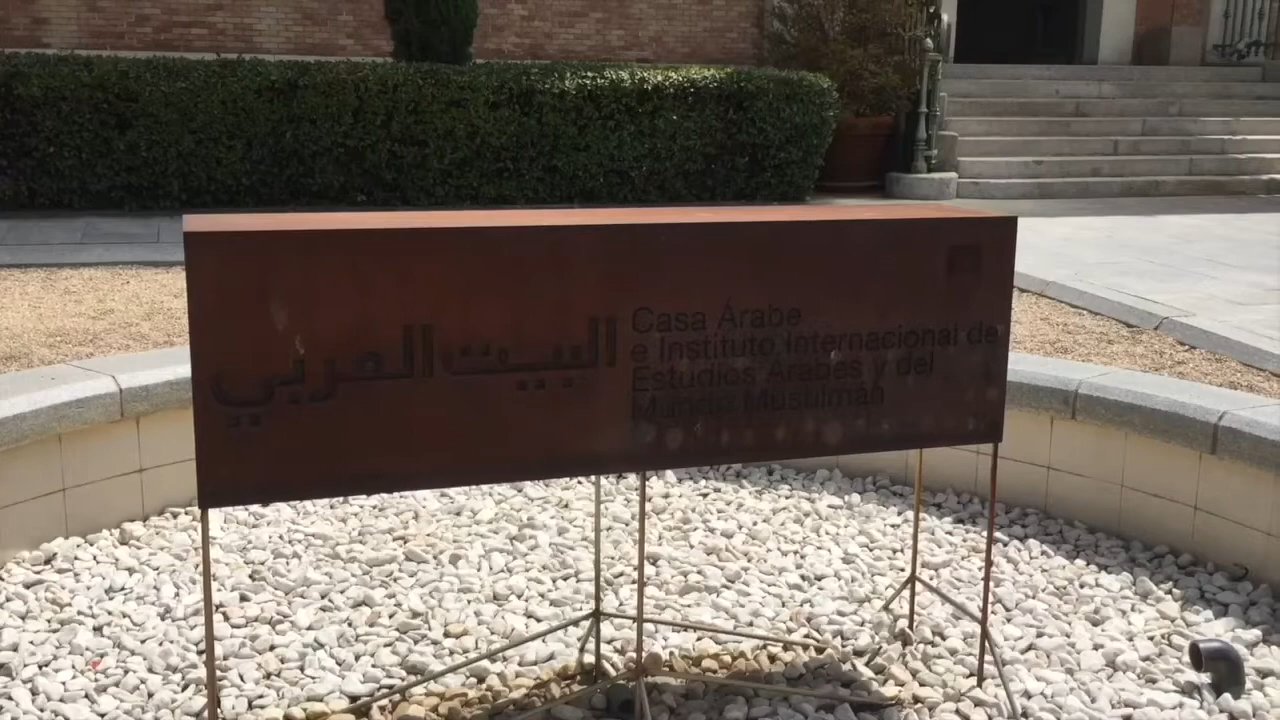 البيت العربي
Casa Árabe
e Instituto Internacional de
Estudios Árabes y del
Mundo Musulmán